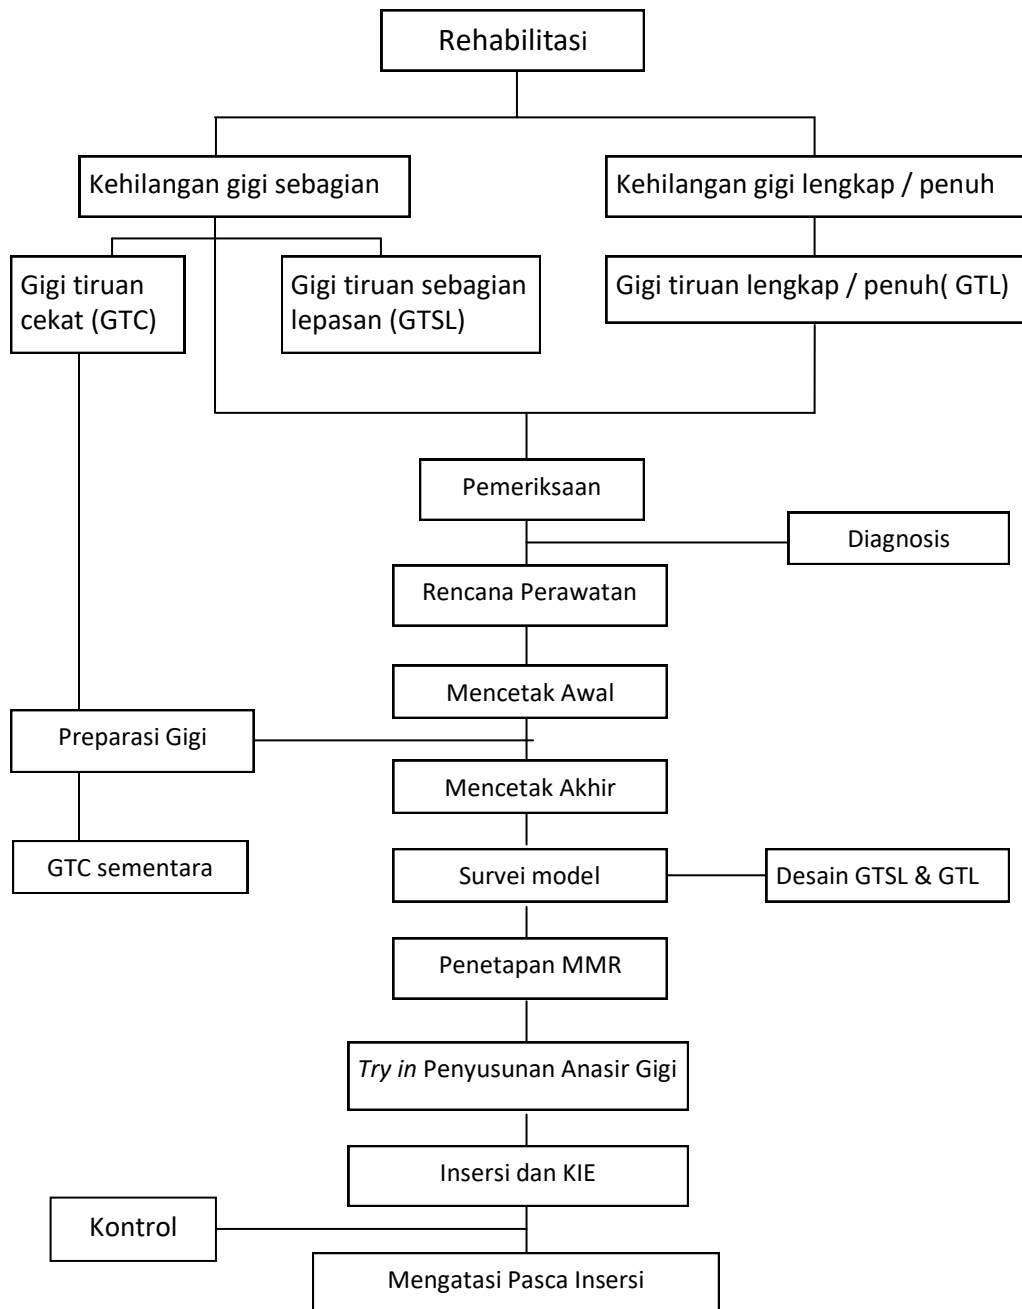 Rehabilitasi
Kehilangan gigi sebagian
Kehilangan gigi lengkap / penuh
Gigi tiruan
cekat (GTC)
Gigi tiruan sebagian
lepasan (GTSL)
Gigi tiruan lengkap / penuh( GTL)
Pemeriksaan
Diagnosis
Rencana Perawatan
Mencetak Awal
Preparasi Gigi
Mencetak Akhir
GTC sementara
Survei model
Desain GTSL & GTL
Penetapan MMR
Try in Penyusunan Anasir Gigi
Insersi dan KIE
Kontrol
Mengatasi Pasca Insersi